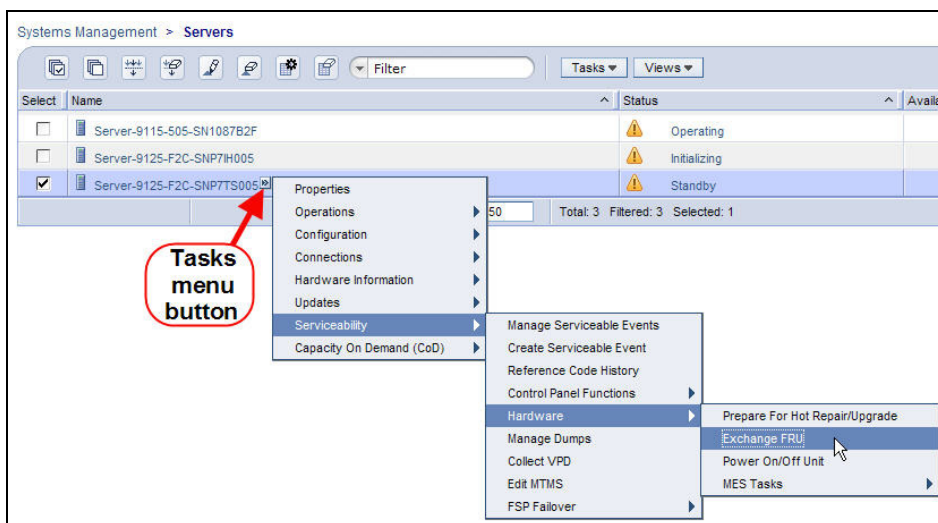 Systems Management > Servers
Filter
Tasks
Views
Select Name Status Availa
Server-9115-505-SN1087B2F Operating
Server-9125-F2C-SNP7IH005 Initializing
Server-9125-F2C-SNP7TS005 Standby
50 Total: 3 Filtered: 3 Selected: 1
Tasks
menu
button
Properties
Operations
Configuration
Connections
Hardware Information
Updates
Serviceability
Capacity On Demand (CoD)
Manage Serviceable Events
Create Serviceable Event
Reference Code History
Control Panel Functions
Hardware
Manage Dumps
Collect VPD
Edit MTMS
FSP Failover
Prepare For Hot Repair/Upgrade
Exchange FRU
Power On/Off Unit
MES Tasks